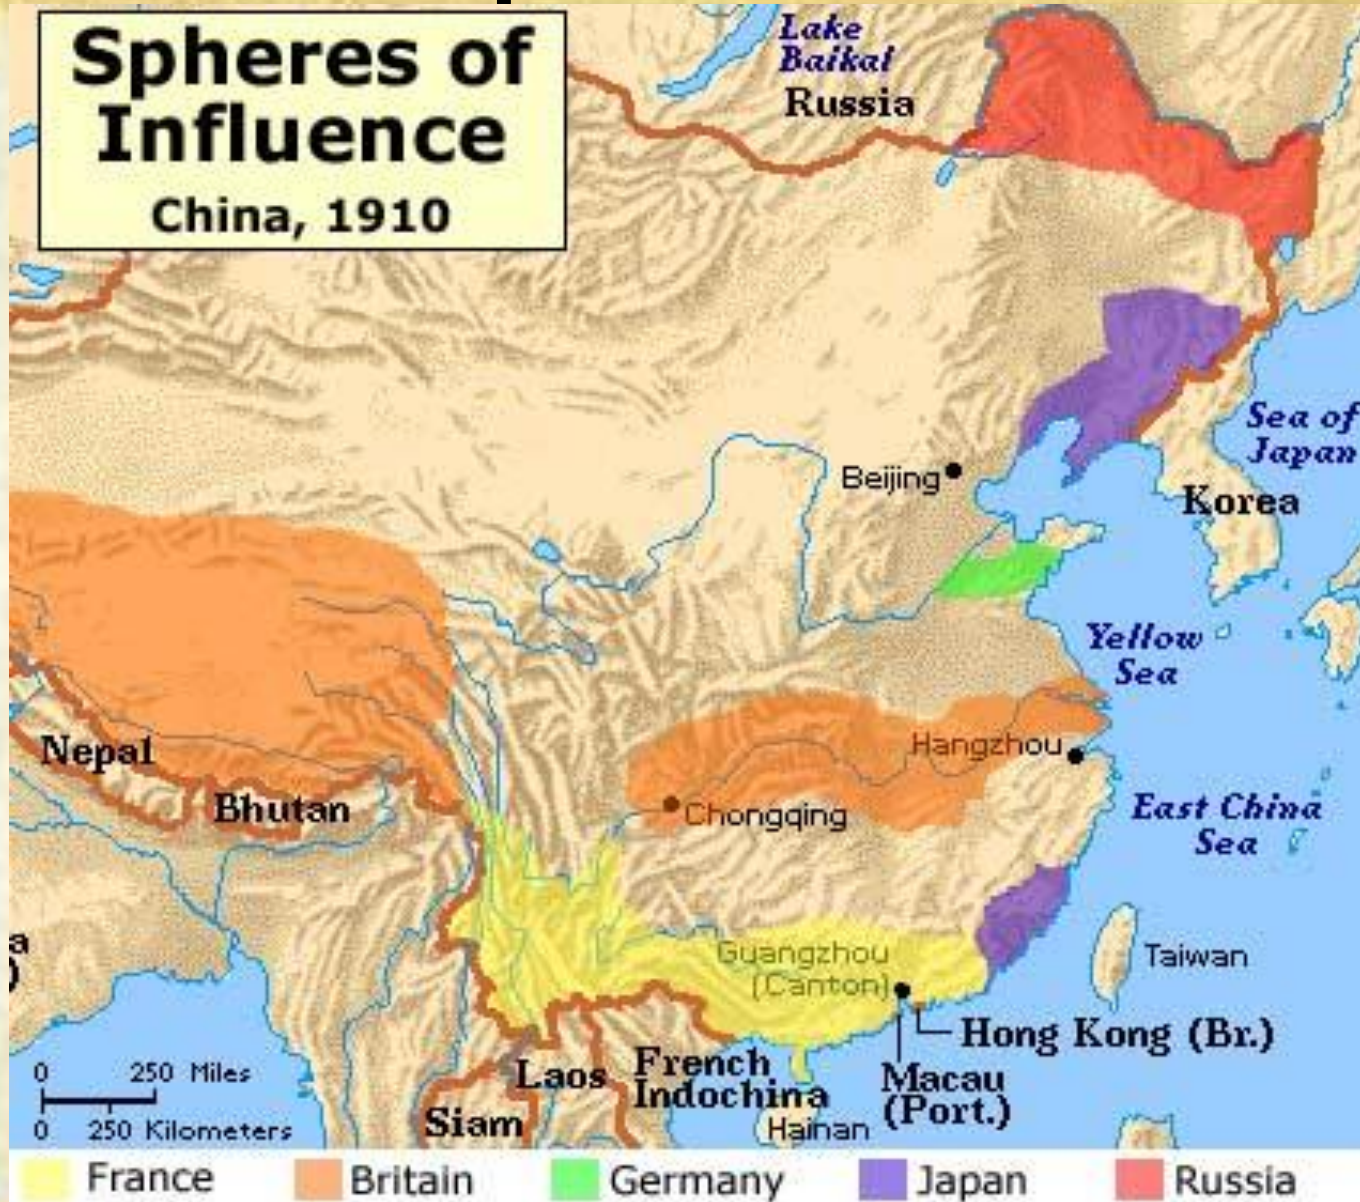 Spheres of
Influence
China, 1910
Lake
Baikal
Russia
Sea of
Japan
Beijing
Korea
Yellow
Sea
Nepal
Hangzhou
Bhutan
Chongqing
East China
Sea
a
)
Guangzhou
(Canton)
Taiwan
Hong Kong (Br.)
Laos
French
Indochina
Macau
(Port.)
Siam
Hainan
0 250 Miles
0 250 Kilometers
France Britain Germany Japan Russia